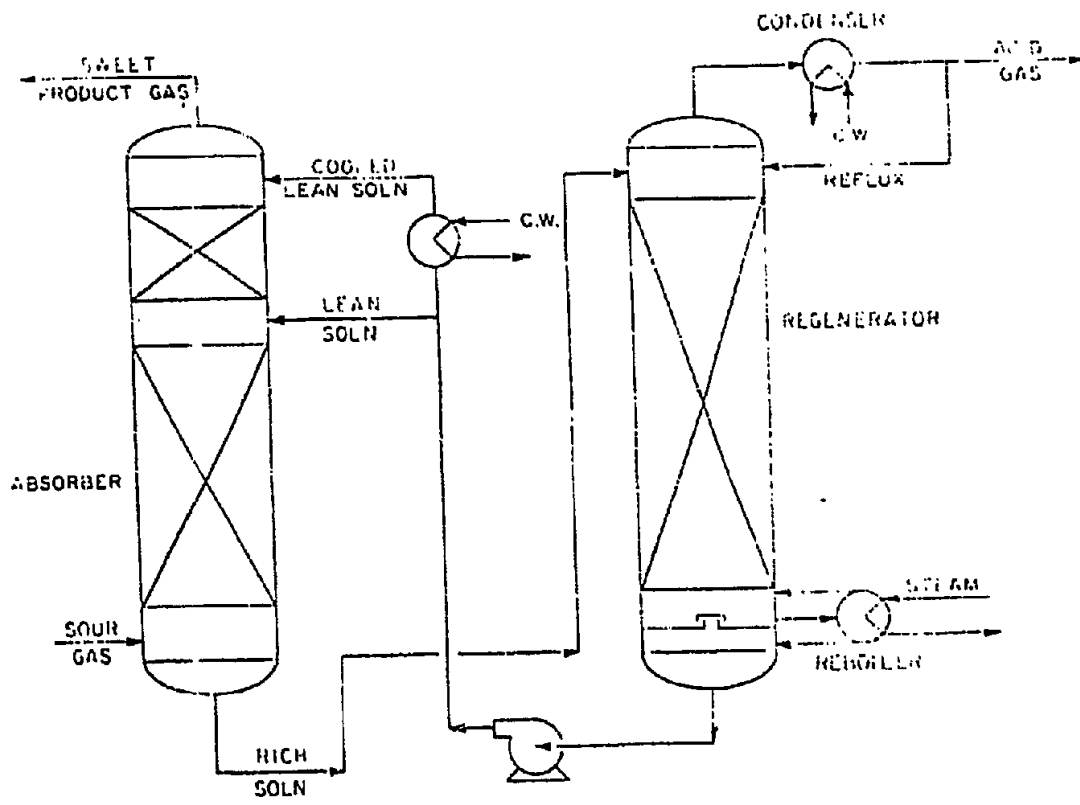 CONDENSER
SWEET
PRODUCT GAS
ACID
GAS
C.W.
COOLED
LEAN SOLN
REFLUX
C.W.
LEAN
SOLN
REGENERATOR
ABSORBER
STEAM
SOUR
GAS
REBOILER
RICH
SOLN